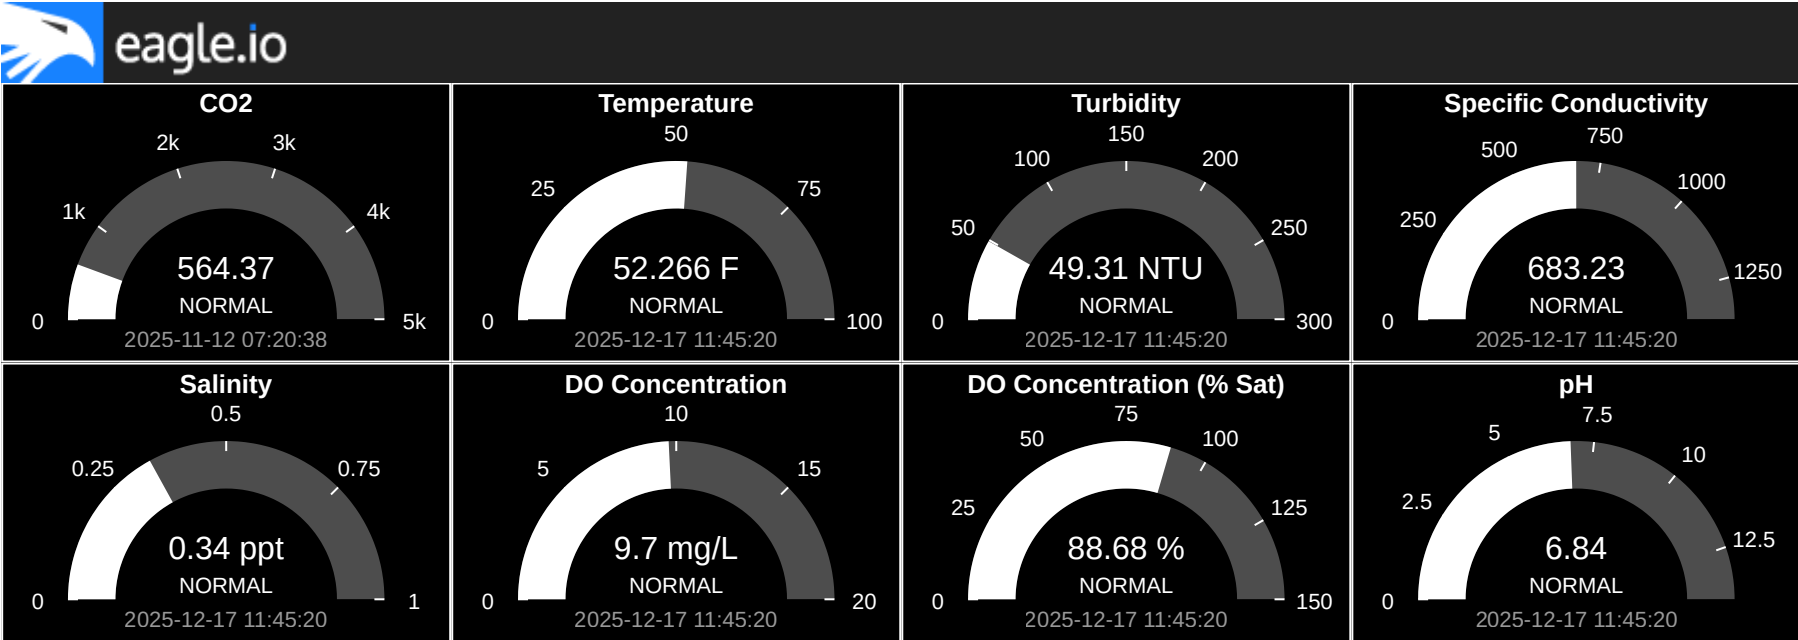 eagle.io
CO2
2k
3k
1k
4k
564.37
NORMAL
0
5k
2025-11-12 07:20:38
Temperature
50
25
75
52.266 F
NORMAL
0
100
2025-12-17 11:45:20
Turbidity
150
100
200
50
250
49.31 NTU
NORMAL
0
300
2025-12-17 11:45:20
Specific Conductivity
750
500
1000
250
1250
683.23
NORMAL
0
2025-12-17 11:45:20
Salinity
0.5
0.25
0.75
0.34 ppt
NORMAL
0
1
2025-12-17 11:45:20
DO Concentration
10
5
15
9.7 mg/L
NORMAL
0
20
2025-12-17 11:45:20
DO Concentration (% Sat)
75
50
100
25
125
88.68 %
NORMAL
0
150
2025-12-17 11:45:20
pH
7.5
5
10
2.5
12.5
6.84
NORMAL
0
2025-12-17 11:45:20